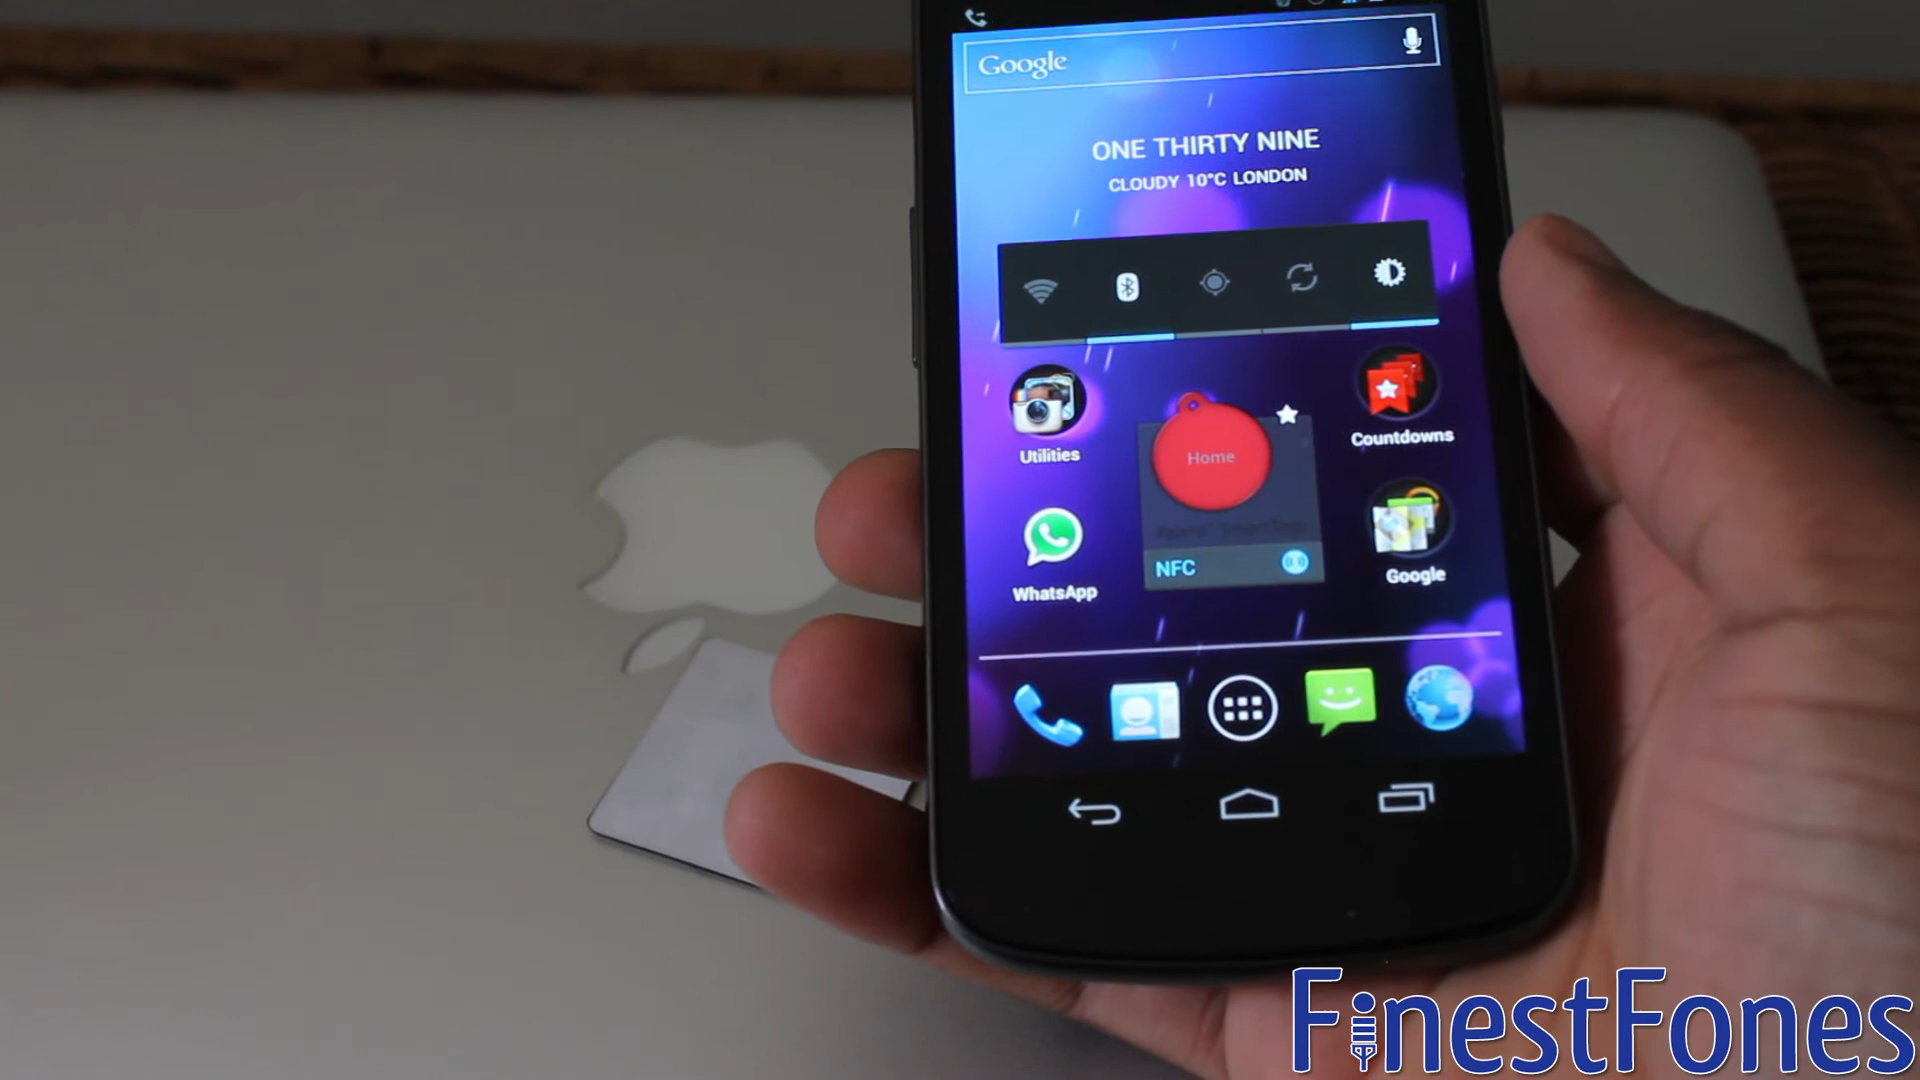 Google
ONE THIRTY NINE
CLOUDY 10°C LONDON
Utilities
Home
Countdowns
WhatsApp
NFC
Google
FinestFones